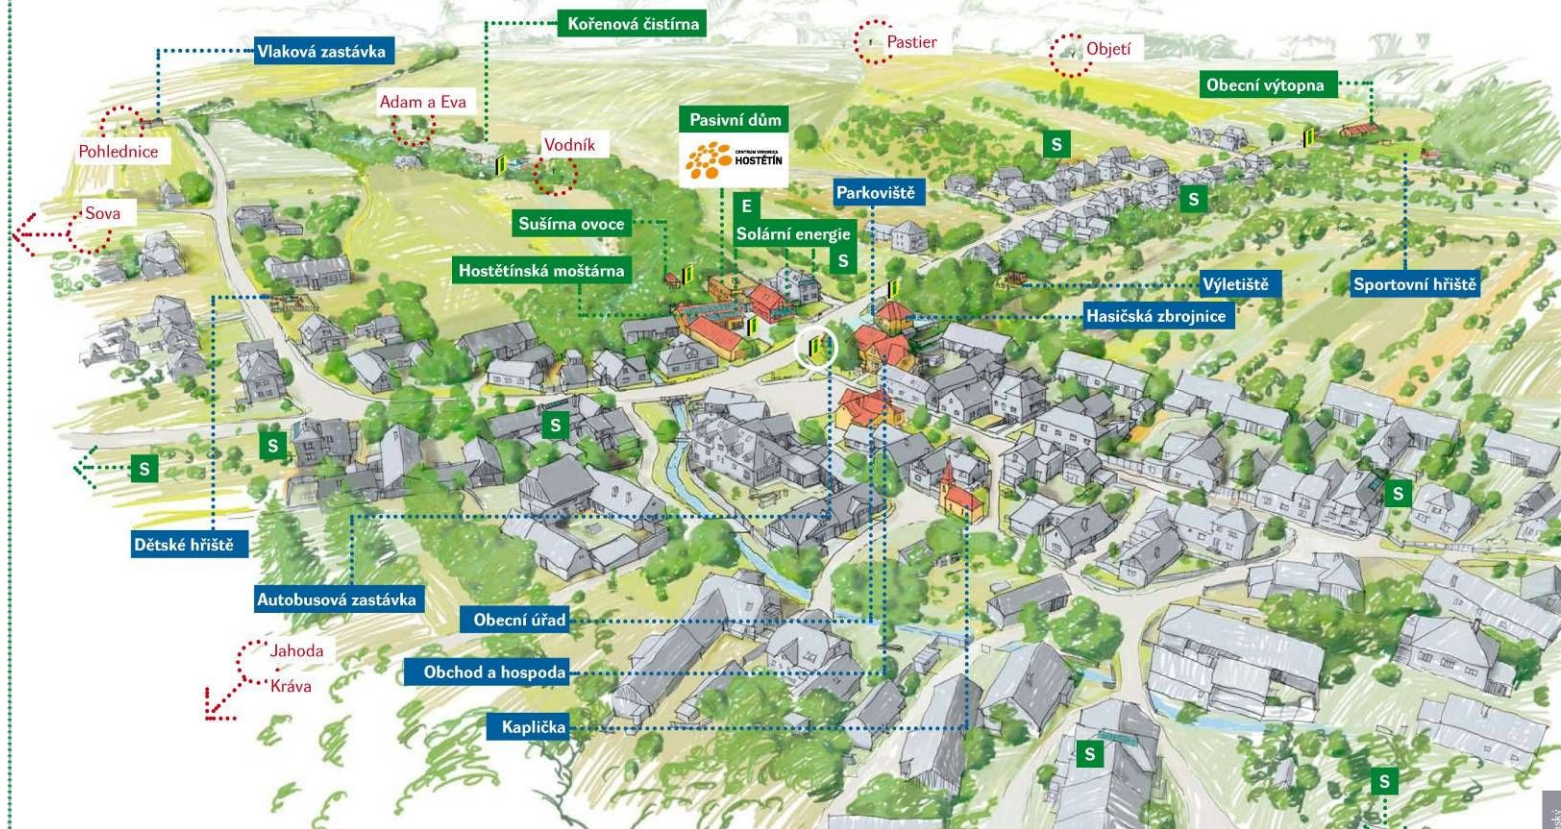 Kořenová čistírna
Vlaková zastávka
Pastier
Objetí
Obecní výtopna
Adam a Eva
Pasivní dům
CENTRUM VERONICA
HOSTĚTÍN
Pohlednice
Vodník
S
Parkoviště
S
Sova
Sušírna ovoce
E
Solární energie
S
Hostětínská moštárna
Výletiště
Sportovní hřiště
Hasičská zbrojnice
S
S
S
S
Dětské hřiště
Autobusová zastávka
Obecní úřad
Jahoda
Kráva
Obchod a hospoda
Kaplička
S
S